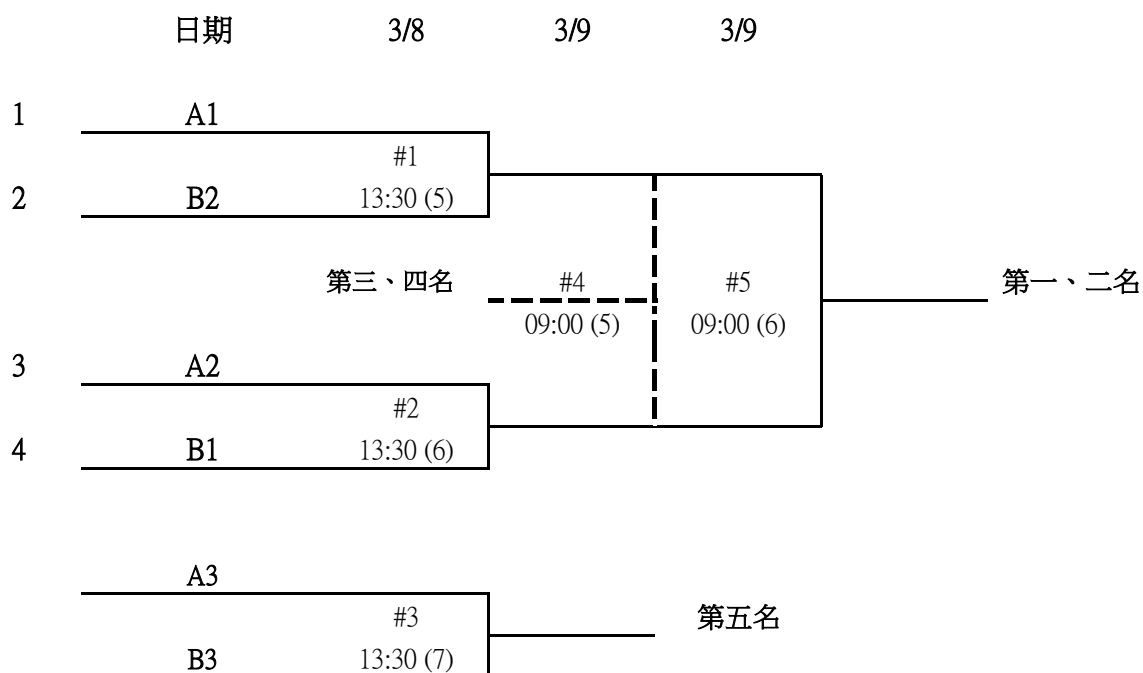 日期 3/8 3/9 3/9
1 A1
#1
2 B2 13:30 (5)
第三、四名 #4 #5 第一、二名
09:00 (5) 09:00 (6)
3 A2
#2
4 B1 13:30 (6)
A3
#3 第五名
B3 13:30 (7)